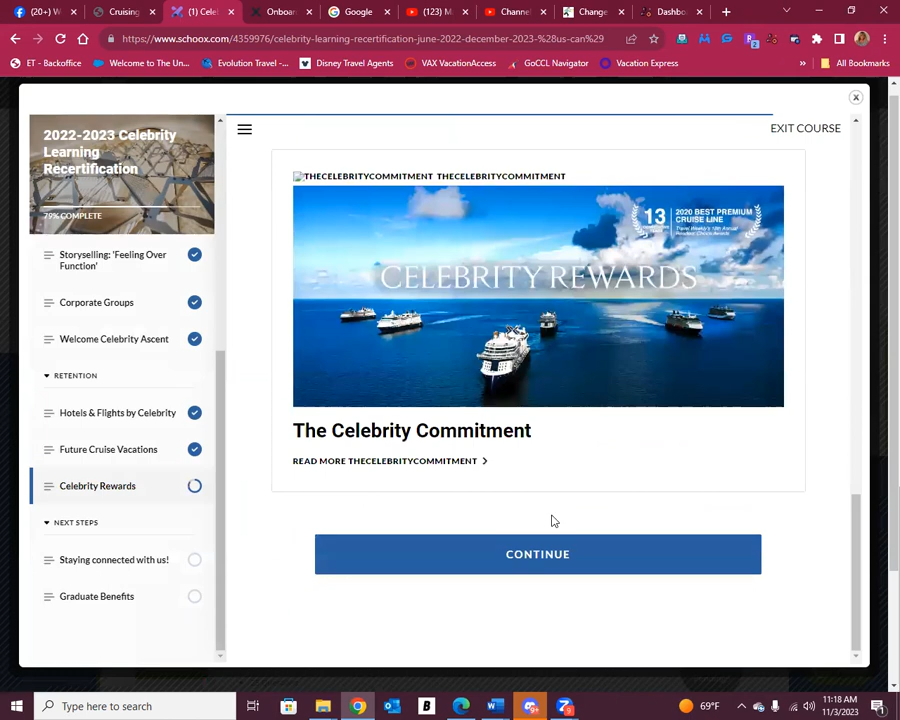 (20+) W
Cruising
(1) Cele
Onboar
Google
(123) M
Channel
Change
Dashbo
https://www.schoox.com/4359976/celebrity-learning-recertification-june-2022-december-2023-%28us-can%29
ET - Backoffice
Welcome to The Un...
Evolution Travel -...
Disney Travel Agents
VAX VacationAccess
GoCCL Navigator
Vacation Express
»
All Bookmarks
2022-2023 Celebrity
Learning
Recertification
79% COMPLETE
EXIT COURSE
Storyselling: 'Feeling Over
Function'
Corporate Groups
Welcome Celebrity Ascent
RETENTION
Hotels & Flights by Celebrity
Future Cruise Vacations
Celebrity Rewards
NEXT STEPS
Staying connected with us!
Graduate Benefits
THECELEBRITYCOMMITMENT THECELEBRITYCOMMITMENT
13
2020 BEST PREMIUM
CRUISE LINE
CELEBRITY REWARDS
The Celebrity Commitment
READ MORE THECELEBRITYCOMMITMENT
CONTINUE
Type here to search
69°F
11:18 AM
11/3/2023